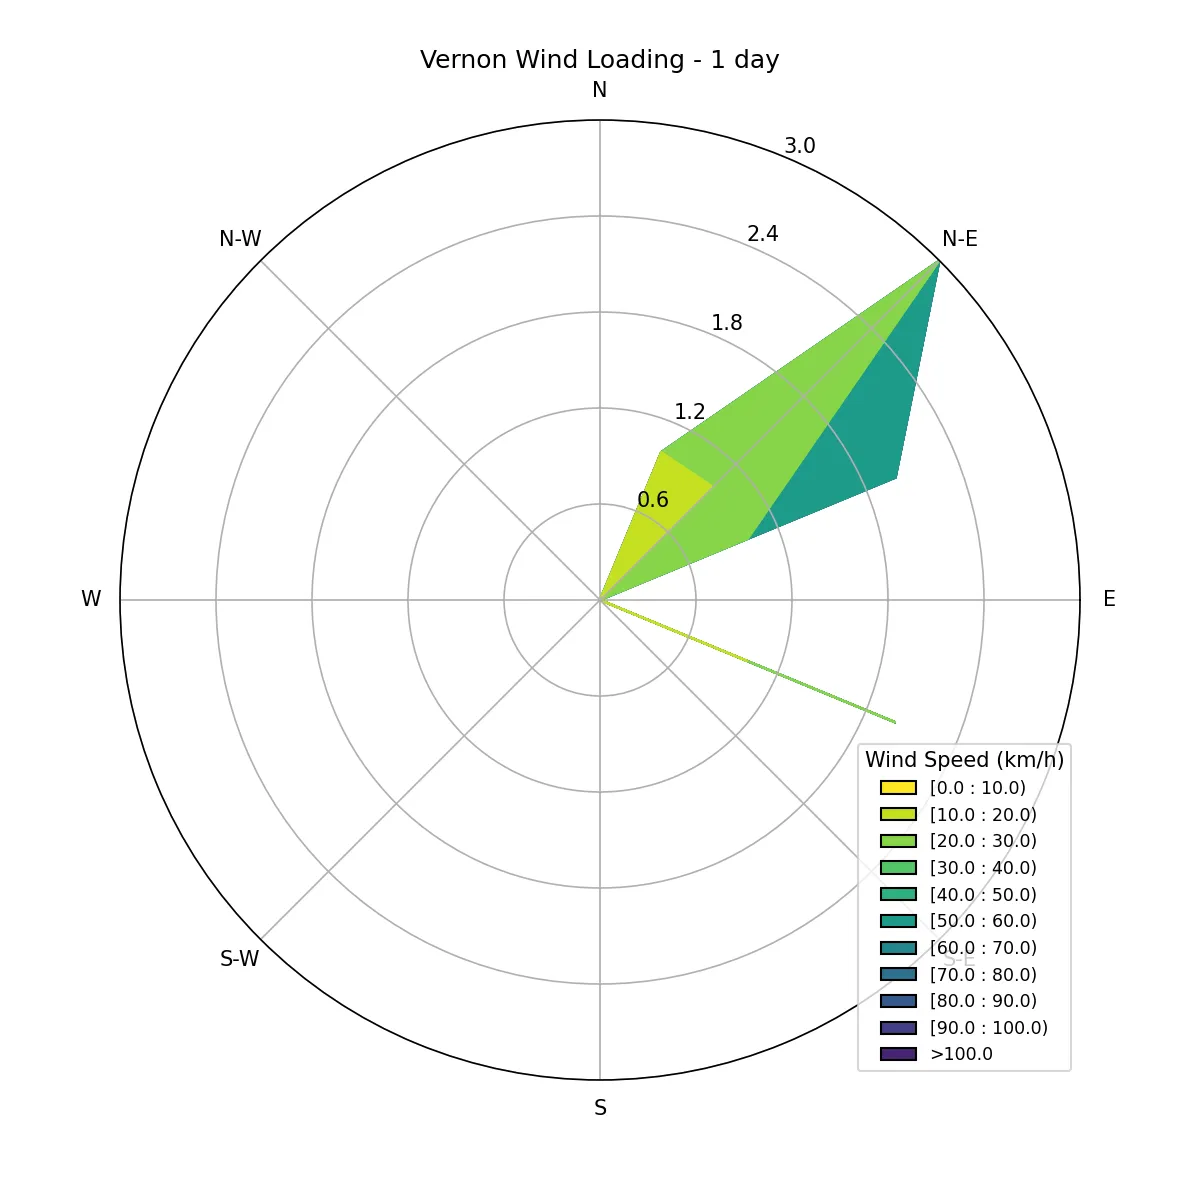 Vernon Wind Loading - 1 day
N
3.0
N-W
2.4
N-E
1.8
1.2
0.6
W
E
S-W
S-E
S
Wind Speed (km/h)
[0.0 : 10.0)
[10.0 : 20.0)
[20.0 : 30.0)
[30.0 : 40.0)
[40.0 : 50.0)
[50.0 : 60.0)
[60.0 : 70.0)
[70.0 : 80.0)
[80.0 : 90.0)
[90.0 : 100.0)
>100.0